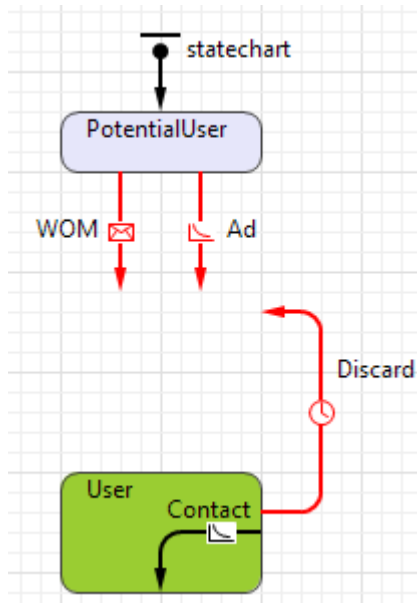 statechart
PotentialUser
WOM
Ad
Discard
User
Contact